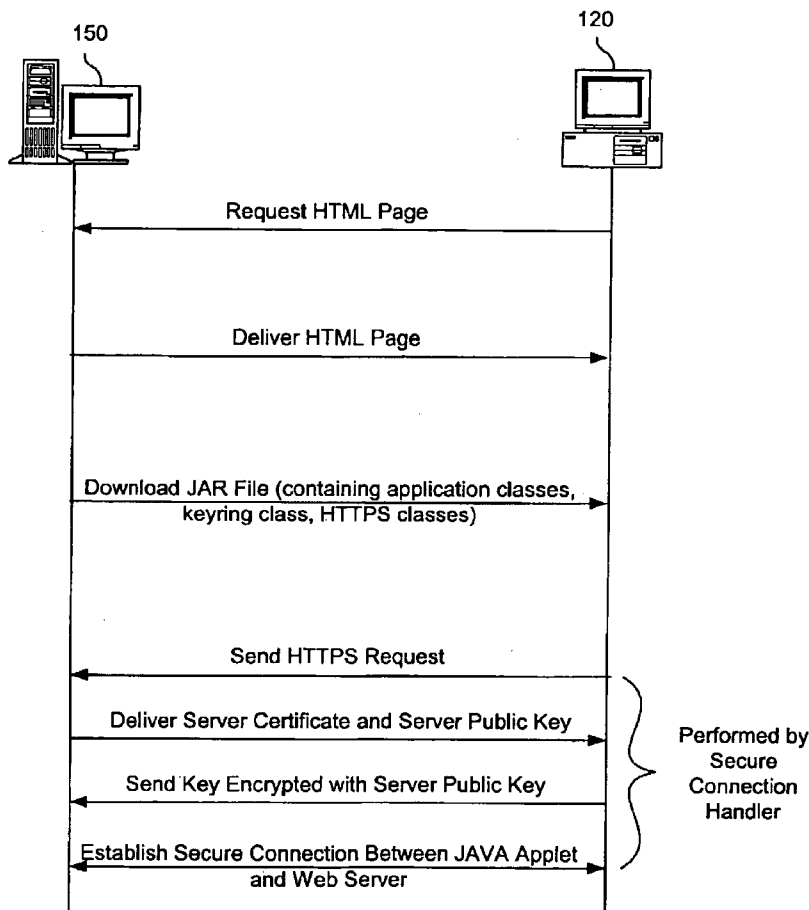 150
120
Request HTML Page
Deliver HTML Page
Download JAR File (containing application classes,
keyring class, HTTPS classes)
Send HTTPS Request
Deliver Server Certificate and Server Public Key
Send Key Encrypted with Server Public Key
Establish Secure Connection Between JAVA Applet
and Web Server
Performed by
Secure
Connection
Handler